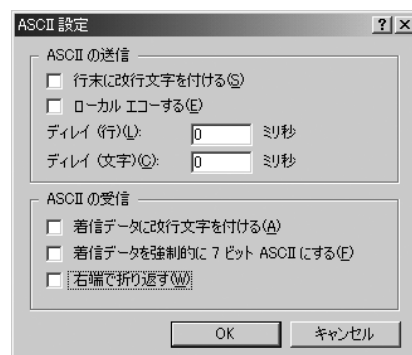 ASCII 設定
ASCII の送信
行末に改行文字を付ける(S)
ローカル エコーする(E)
ディレイ (行)(L): 0 ミリ秒
ディレイ (文字)(C): 0 ミリ秒
ASCII の受信
着信データに改行文字を付ける(A)
着信データを強制的に 7 ビット ASCII にする(F)
右端で折り返す(W)
OK キャンセル